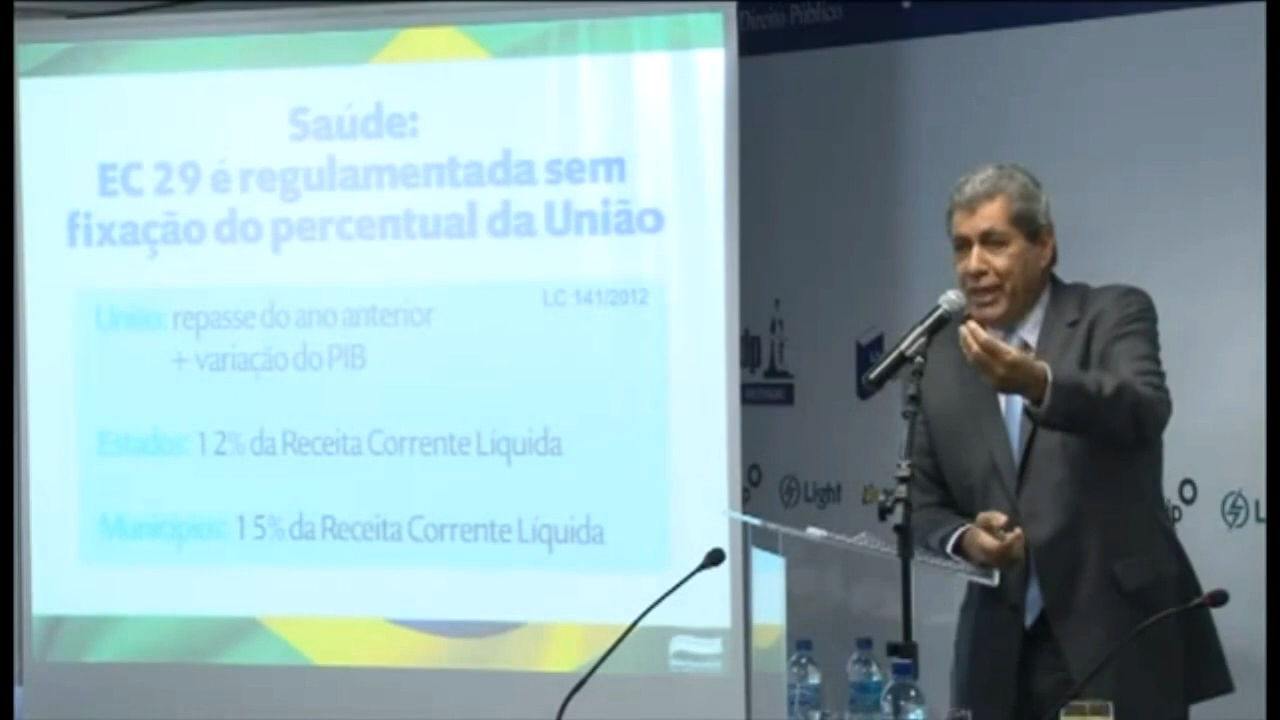 Direito Público
Saúde:
EC 29 é regulamentada sem
fixação do percentual da União
LC 141/2012
União: repasse do ano anterior
+ variação do PIB
Estados: 12% da Receita Corrente Líquida
Municípios: 15% da Receita Corrente Líquida
Light